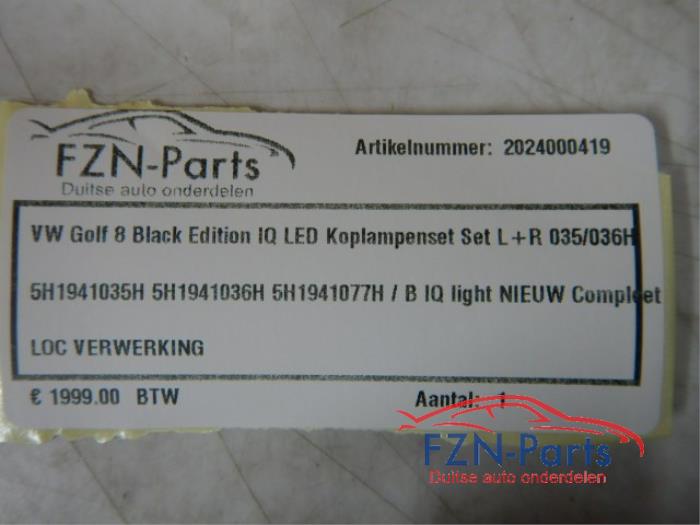 FZN-Parts
Duitse auto onderdelen
Artikelnummer: 2024000419
VW Golf 8 Black Edition IQ LED Koplampenset Set L+R 035/036H
5H1941035H 5H1941036H 5H1941077H / B IQ light NIEUW Compleet
LOC VERWERKING
€ 1999.00 BTW
Aantal: 1
FZN-Parts
Duitse auto onderdelen